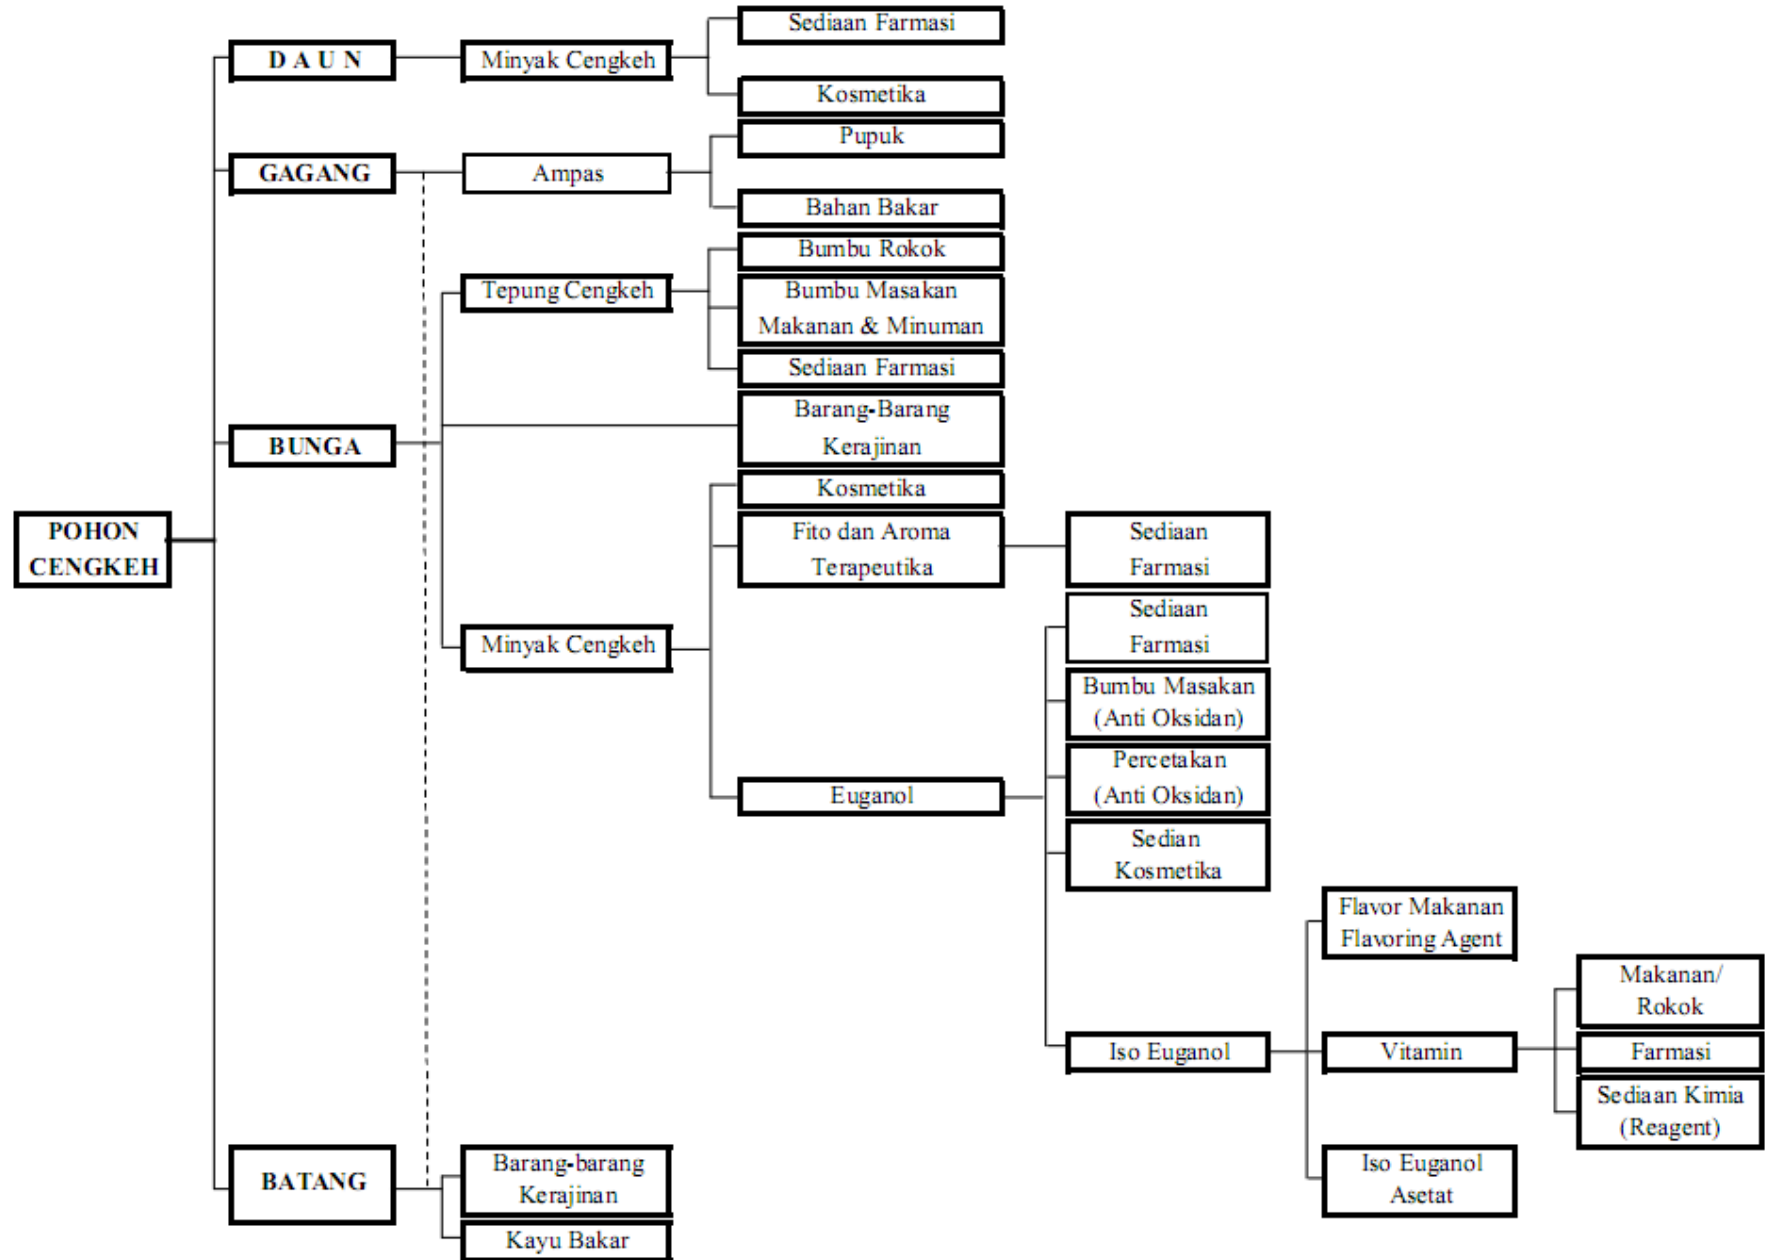 Sediaan Farmasi
D A U N
Minyak Cengkeh
Kosmetika
Pupuk
GAGANG
Ampas
Bahan Bakar
Bumbu Rokok
Tepung Cengkeh
Bumbu Masakan
Makanan & Minuman
Sediaan Farmasi
Barang-Barang
Kerajinan
BUNGA
Kosmetika
POHON
CENGKEH
Fito dan Aroma
Terapeutika
Sediaan
Farmasi
Sediaan
Farmasi
Minyak Cengkeh
Bumbu Masakan
(Anti Oksidan)
Percetakan
(Anti Oksidan)
Euganol
Sedian
Kosmetika
Flavor Makanan
Flavoring Agent
Makanan/
Rokok
Iso Euganol
Vitamin
Farmasi
Sediaan Kimia
(Reagent)
Iso Euganol
Asetat
BATANG
Barang-barang
Kerajinan
Kayu Bakar